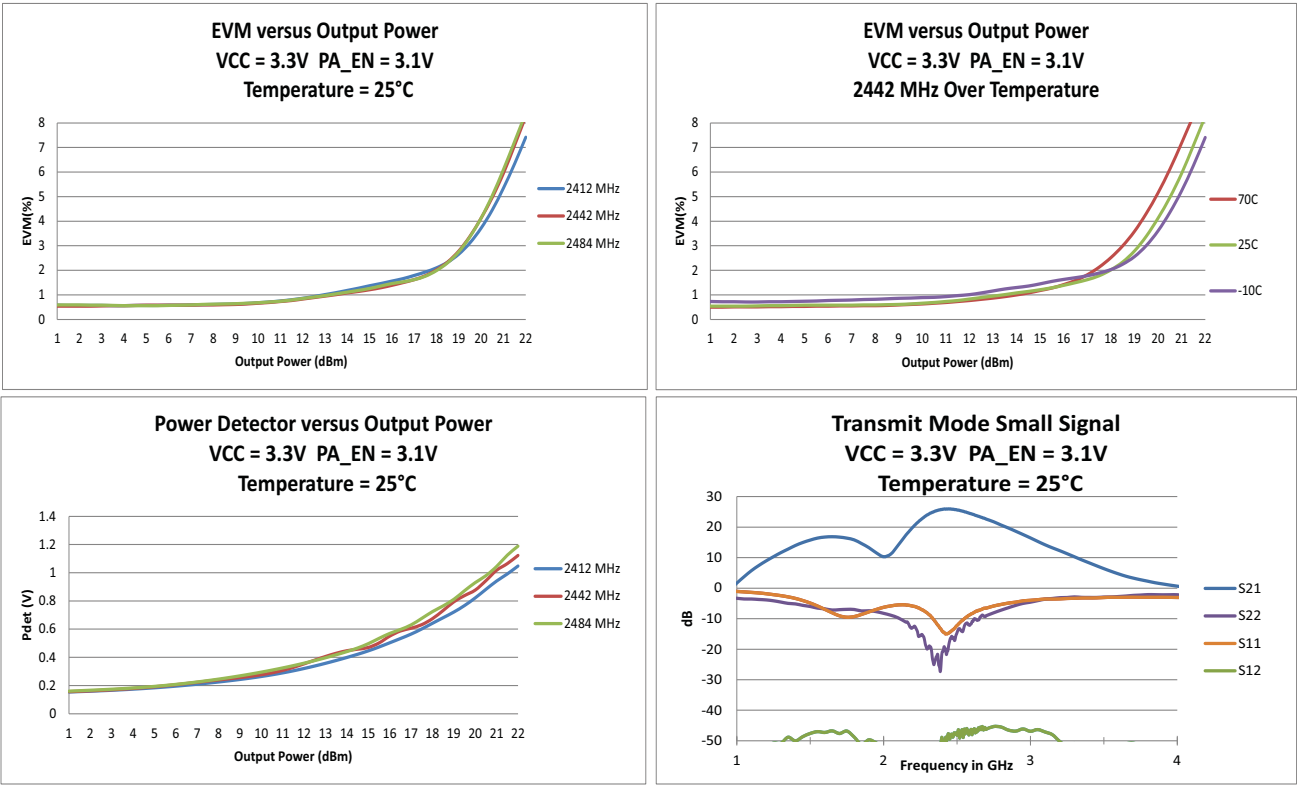 EVM versus Output Power
VCC = 3.3V PA_EN = 3.1V
Temperature = 25°C
8
7
6
5
4
3
2
1
0
EVM(%)
1 2 3 4 5 6 7 8 9 10 11 12 13 14 15 16 17 18 19 20 21 22
Output Power (dBm)
2412 MHz
2442 MHz
2484 MHz
EVM versus Output Power
VCC = 3.3V PA_EN = 3.1V
2442 MHz Over Temperature
8
7
6
5
4
3
2
1
0
EVM(%)
1 2 3 4 5 6 7 8 9 10 11 12 13 14 15 16 17 18 19 20 21 22
Output Power (dBm)
70C
25C
-10C
Power Detector versus Output Power
VCC = 3.3V PA_EN = 3.1V
Temperature = 25°C
1.4
1.2
1
0.8
0.6
0.4
0.2
0
Pdet (V)
1 2 3 4 5 6 7 8 9 10 11 12 13 14 15 16 17 18 19 20 21 22
Output Power (dBm)
2412 MHz
2442 MHz
2484 MHz
Transmit Mode Small Signal
VCC = 3.3V PA_EN = 3.1V
Temperature = 25°C
30
20
10
0
-10
-20
-30
-40
-50
dB
1 2 3 4
Frequency in GHz
S21
S22
S11
S12